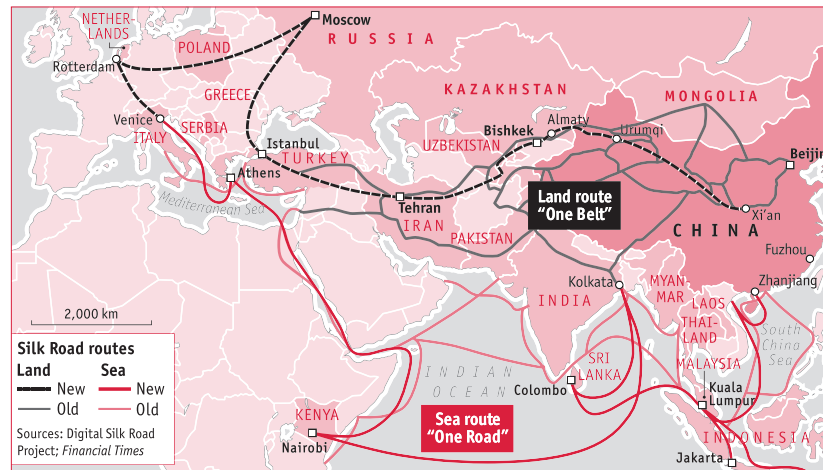 NETHER-
LANDS
Moscow
RUSSIA
POLAND
Rotterdam
KAZAKHSTAN
GREECE
MONGOLIA
Venice
ITALY
SERBIA
Almaty
Bishkek
Urumqi
Istanbul
UZBEKISTAN
TURKEY
Beijin
Athens
Mediterranean Sea
Tehran
IRAN
Land route
“One Belt”
Xi’an
CHINA
PAKISTAN
Fuzhou
Kolkata
MYAN
MAR
Zhanjiang
INDIA
LAOS
2,000 km
THAI-
LAND
South
China
Sea
Silk Road routes
Land Sea
New New
Old Old
Sources: Digital Silk Road
Project; Financial Times
INDIAN
OCEAN
SRI
LANKA
Colombo
MALAYSIA
Kuala
Lumpur
KENYA
Nairobi
Sea route
“One Road”
INDONESIA
Jakarta